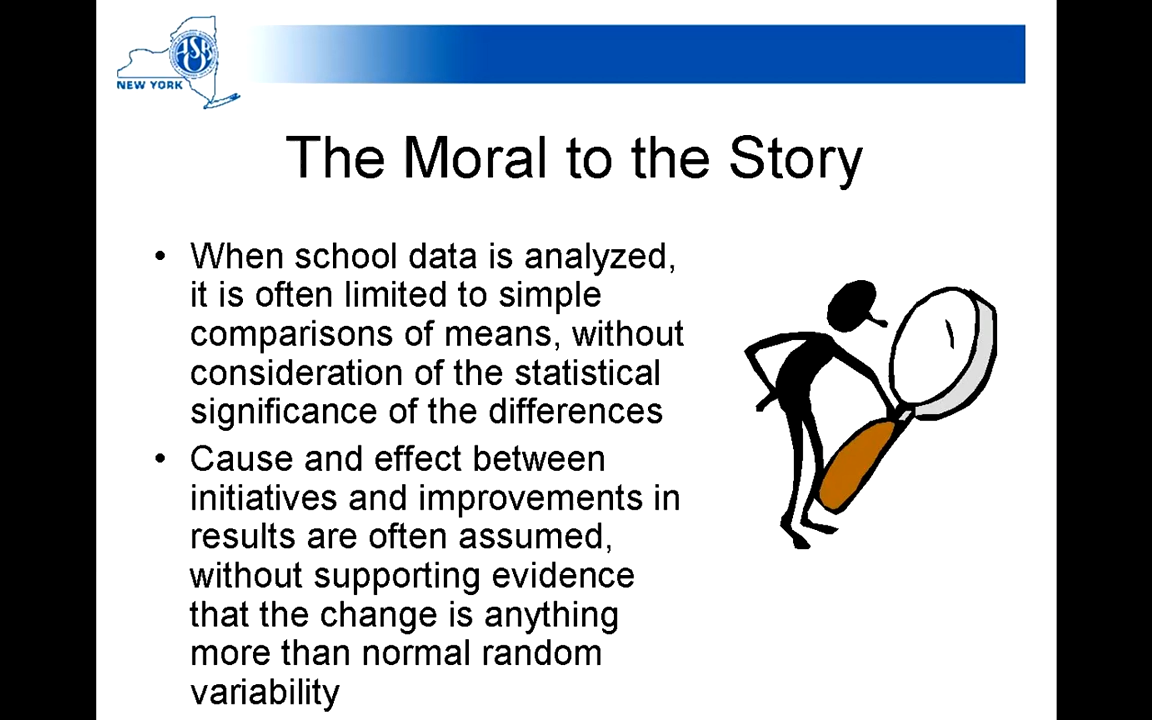 NEW YORK
The Moral to the Story
• When school data is analyzed,
it is often limited to simple
comparisons of means, without
consideration of the statistical
significance of the differences
• Cause and effect between
initiatives and improvements in
results are often assumed,
without supporting evidence
that the change is anything
more than normal random
variability